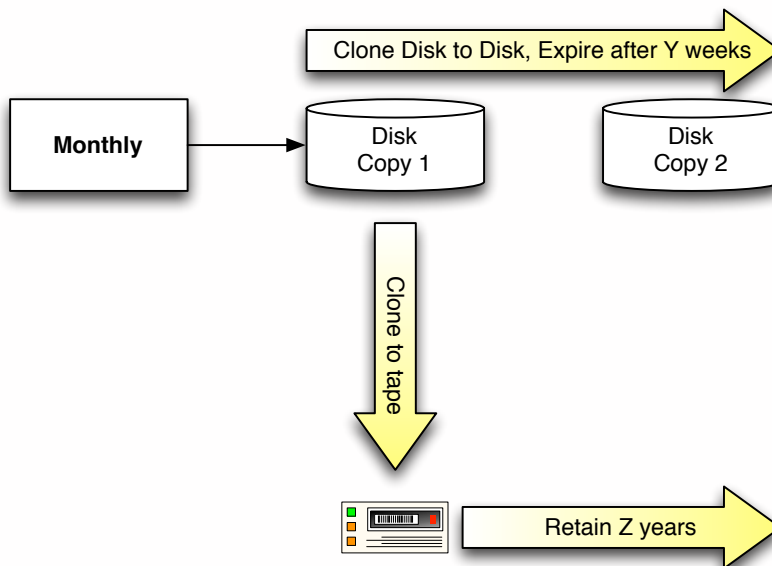 Clone Disk to Disk, Expire after Y weeks
Monthly
Disk
Copy 1
Disk
Copy 2
Clone to tape
Retain Z years